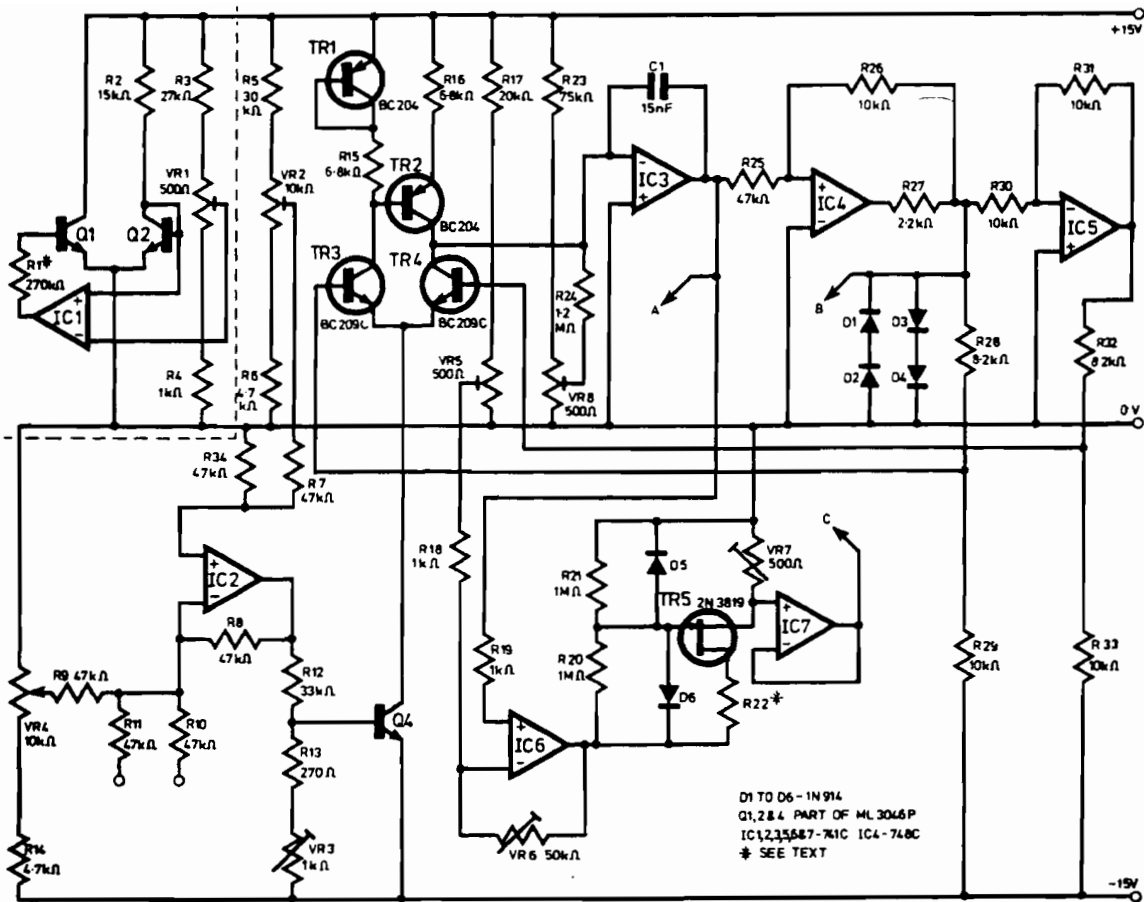 +15V
R2
15kΩ
R3
27kΩ
R5
30
kΩ
TR1
BC204
R16
6·8kΩ
R17
20kΩ
R23
75kΩ
C1
15nF
R26
10kΩ
R31
10kΩ
R15
6·8kΩ
TR2
BC204
VR1
500Ω
VR2
10kΩ
Q1
Q2
R1*
270kΩ
IC1
+
−
TR3
BC209C
TR4
BC209C
IC3
−
+
R25
47kΩ
IC4
+
−
R27
2·2kΩ
R30
10kΩ
IC5
−
+
R24
1·2
MΩ
A
B
D1
D2
D3
D4
R28
8·2kΩ
R32
8·2kΩ
R4
1kΩ
R6
4·7
kΩ
VR5
500Ω
VR8
500Ω
0·V
R34
47kΩ
R7
47kΩ
R18
1kΩ
R21
1MΩ
D5
VR7
500Ω
C
TR5
2N3819
IC7
+
−
IC2
+
−
R8
47kΩ
R9 47kΩ
R11
47kΩ
R10
47kΩ
VR4
10kΩ
R12
33kΩ
Q4
R13
270Ω
R19
1kΩ
R20
1MΩ
D6
R22*
R29
10kΩ
R33
10kΩ
IC6
+
−
VR3
1kΩ
VR6 50kΩ
R14
4·7kΩ
D1 TO D6 - 1N914
Q1,2&4 PART OF ML3046P
IC1,2,3,5,6&7-741C IC4-748C
* SEE TEXT
−15V